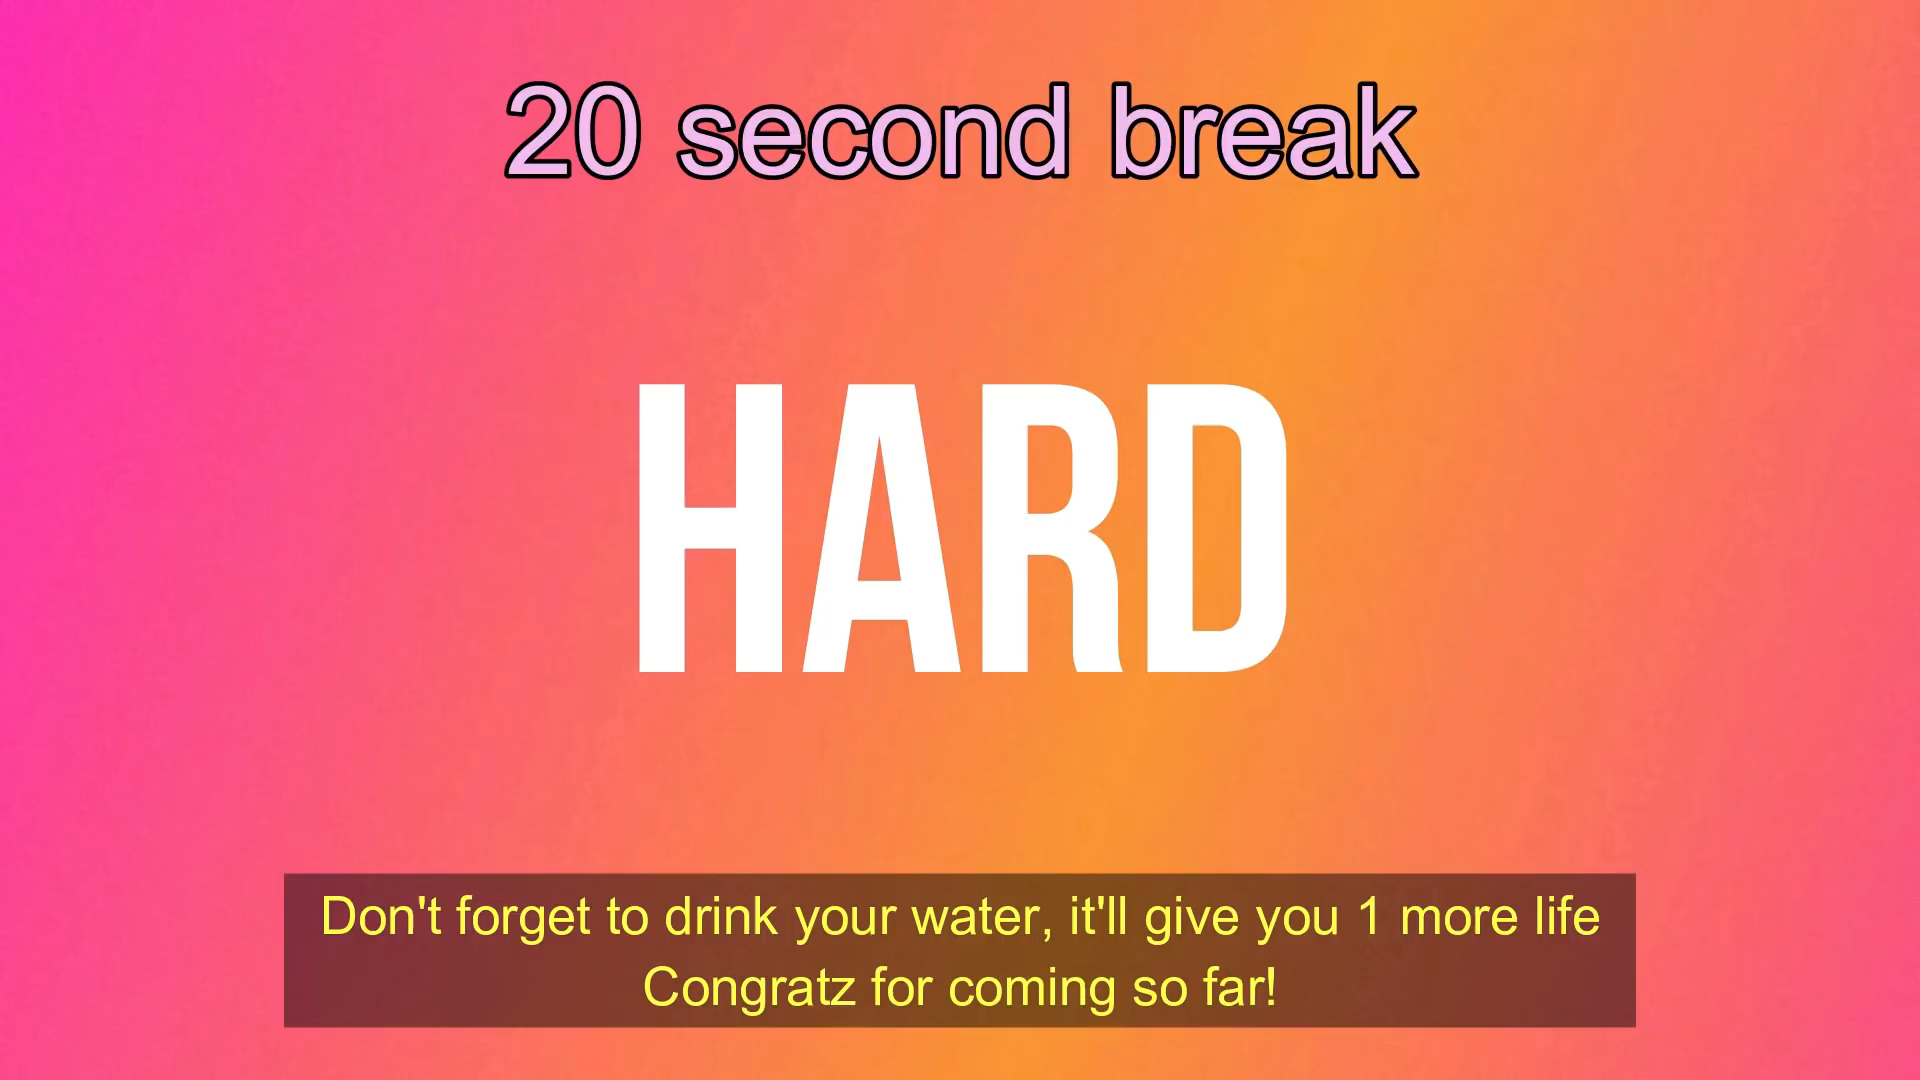 20 second break
HARD
Don't forget to drink your water, it'll give you 1 more life
Congratz for coming so far!